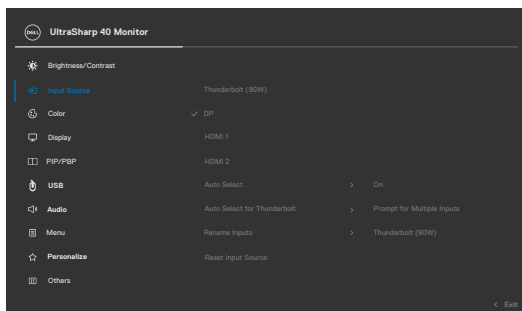 DELL UltraSharp 40 Monitor
Brightness/Contrast
Input Source Thunderbolt (90W)
Color DP
Display HDMI 1
PIP/PBP HDMI 2
USB Auto Select > On
Audio Auto Select for Thunderbolt > Prompt for Multiple Inputs
Menu Rename Inputs > Thunderbolt (90W)
Personalize Reset Input Source
Others
< Exit